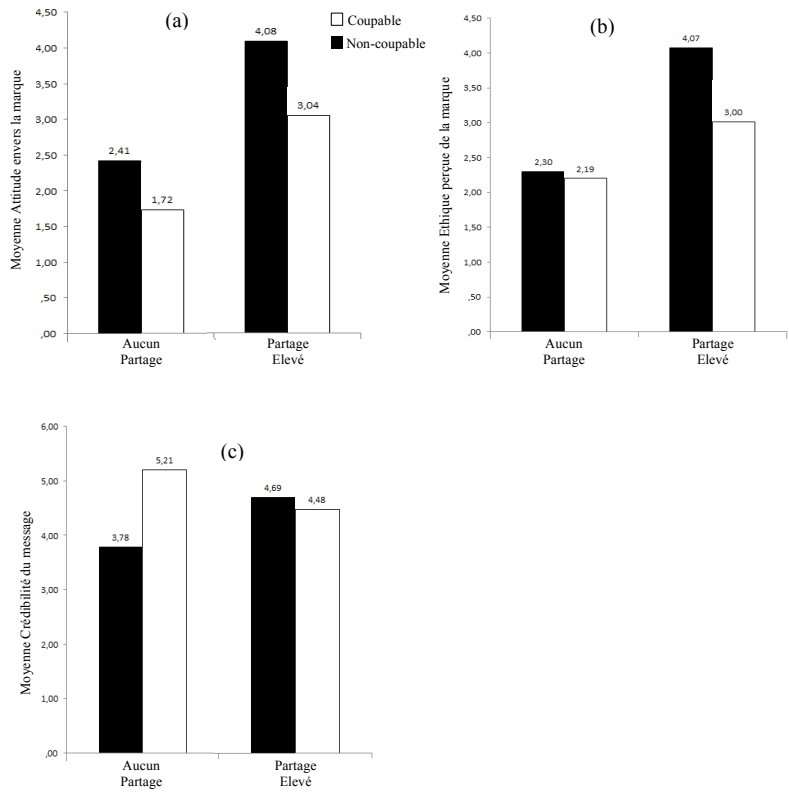 (a)
Coupable
Non-coupable
Moyenne Attitude envers la marque
4,50
4,00
3,50
3,00
2,50
2,00
1,50
1,00
,50
,00
2,41
1,72
4,08
3,04
Aucun
Partage
Partage
Elevé
(b)
Moyenne Ethique perçue de la marque
4,50
4,00
3,50
3,00
2,50
2,00
1,50
1,00
,50
,00
2,30
2,19
4,07
3,00
Aucun
Partage
Partage
Elevé
(c)
Moyenne Crédibilité du message
6,00
5,00
4,00
3,00
2,00
1,00
,00
3,78
5,21
4,69
4,48
Aucun
Partage
Partage
Elevé